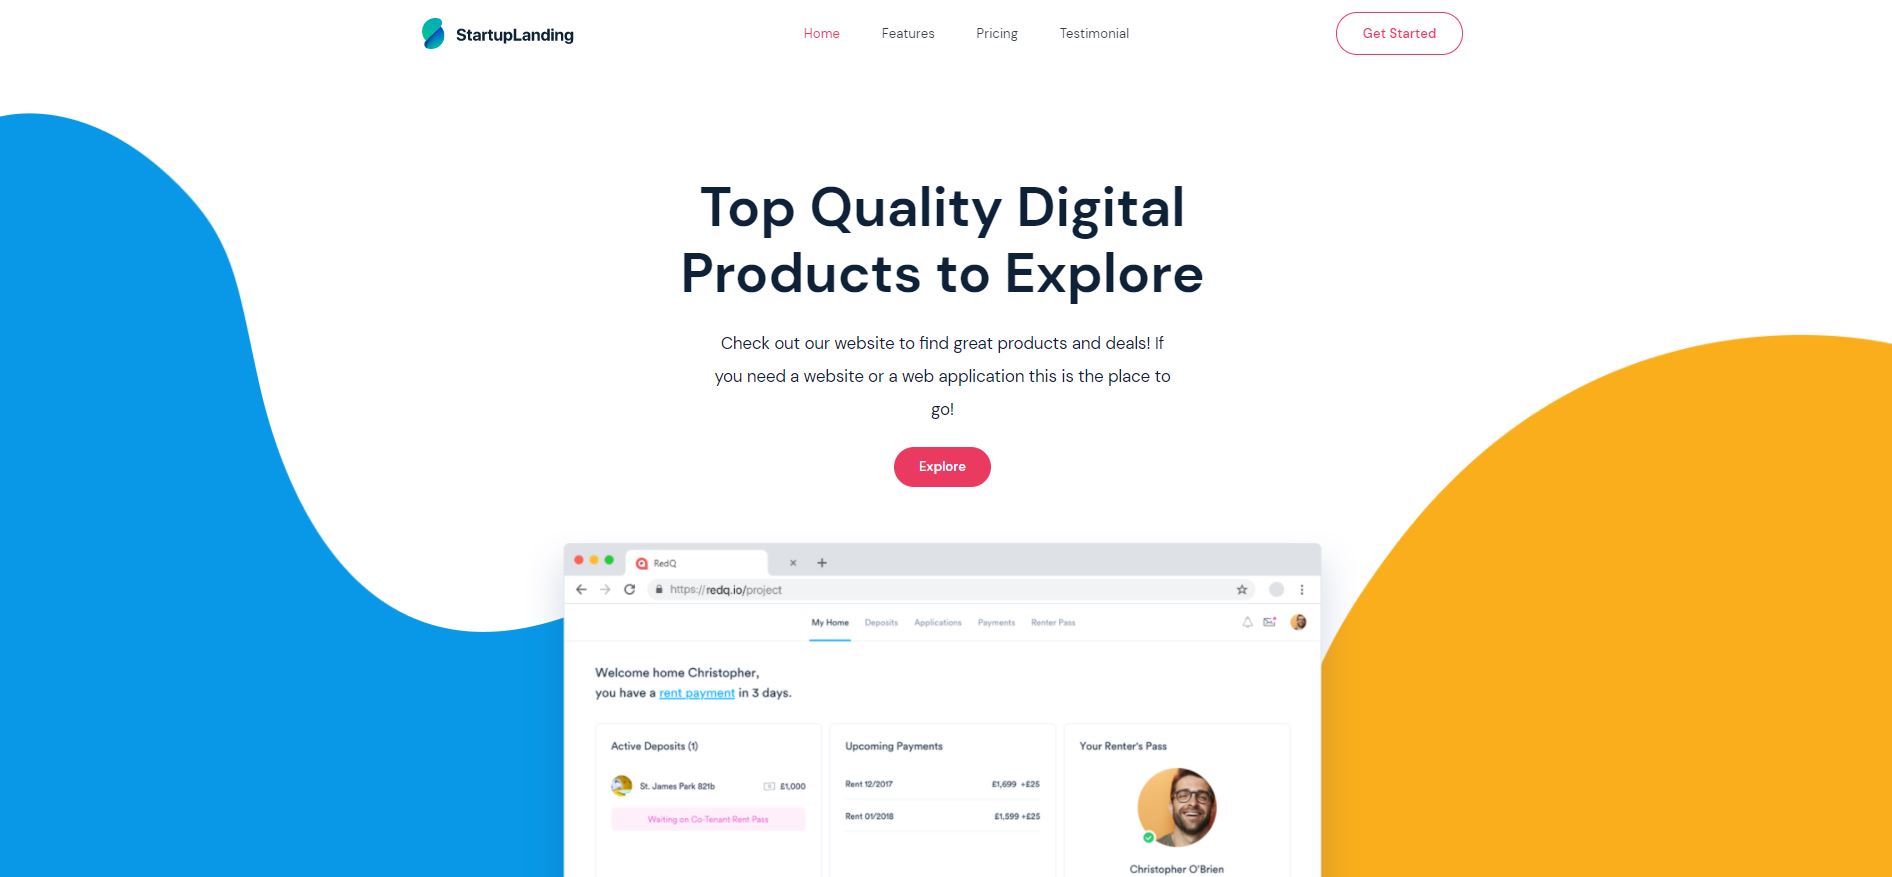 StartupLanding
Home Features Pricing Testimonial
Get Started
Top Quality Digital
Products to Explore
Check out our website to find great products and deals! If
you need a website or a web application this is the place to
go!
Explore
RedQ
https://redq.io/project
My Home Deposits Applications Payments Renter Pass
Welcome home Christopher,
you have a rent payment in 3 days.
Active Deposits (1)
St. James Park 821b £1,000
Waiting on Co-Tenant Rent Pass
Upcoming Payments
Rent 12/2017 £1,699 +£25
Rent 01/2018 £1,599 +£25
Your Renter's Pass
Christopher O'Brien